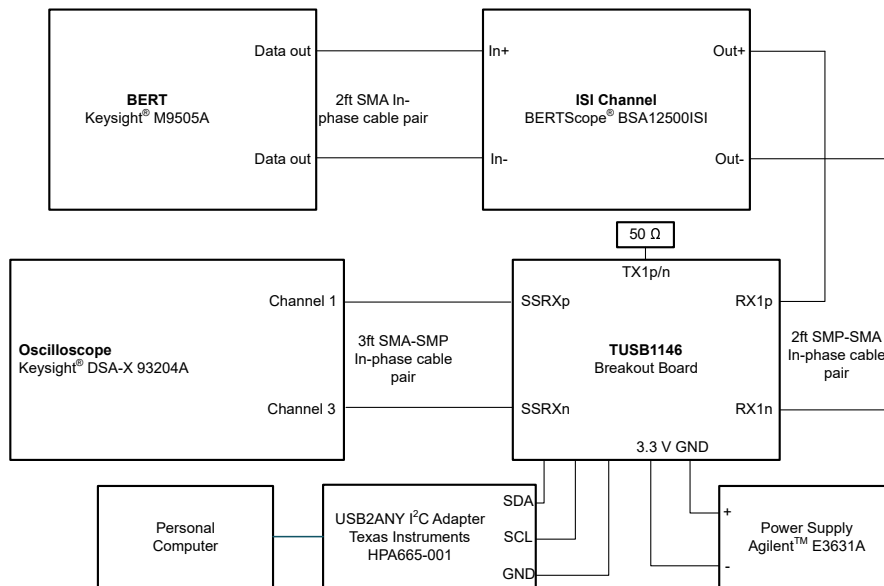 Data out
BERT
Keysight® M9505A
Data out
2ft SMA In-
phase cable pair
In+
ISI Channel
BERTScope® BSA12500ISI
In-
Out+
Out-
50 Ω
TX1p/n
Channel 1
Oscilloscope
Keysight® DSA-X 93204A
Channel 3
3ft SMA-SMP
In-phase cable
pair
SSRXp
TUSB1146
Breakout Board
SSRXn
RX1p
RX1n
3.3 V GND
2ft SMP-SMA
In-phase cable
pair
Personal
Computer
USB2ANY I²C Adapter
Texas Instruments
HPA665-001
SDA
SCL
GND
+
Power Supply
Agilent™ E3631A
-